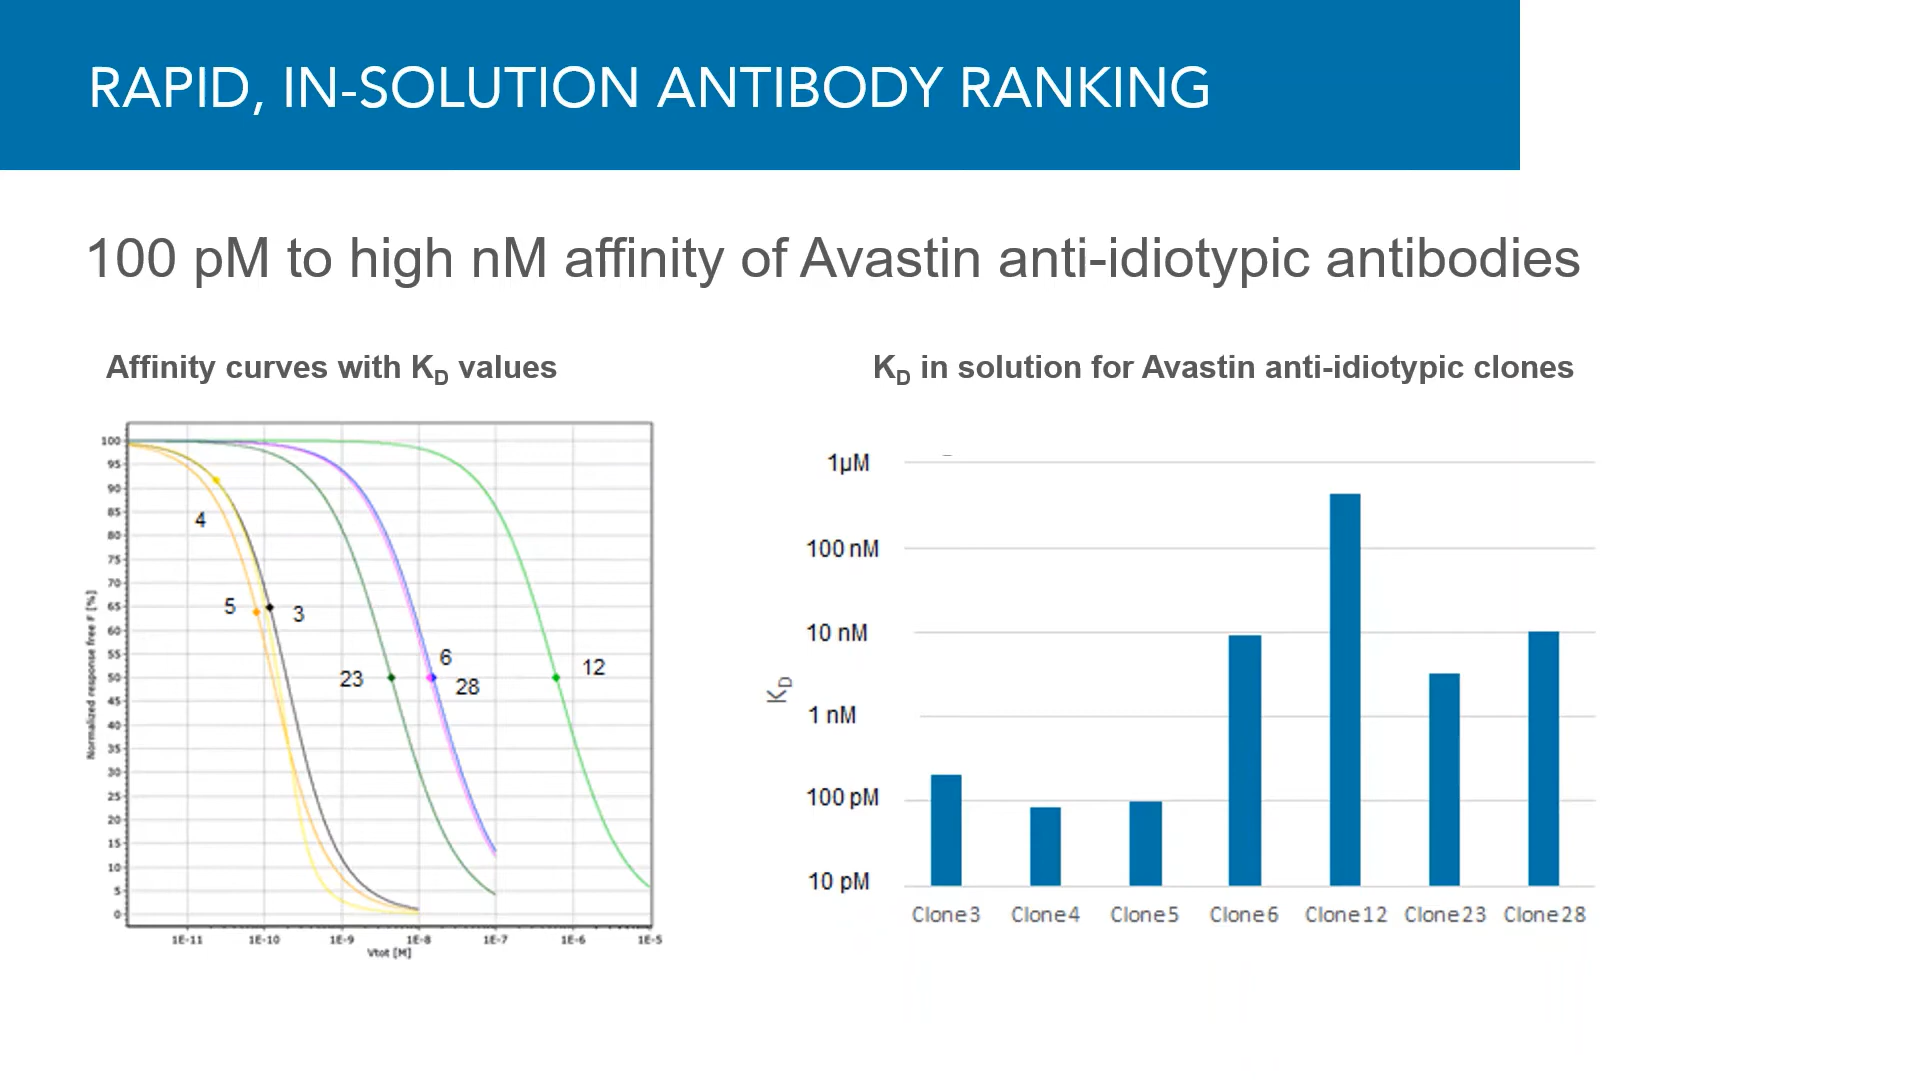 RAPID, IN-SOLUTION ANTIBODY RANKING
100 pM to high nM affinity of Avastin anti-idiotypic antibodies
Affinity curves with KD values
Normalized response free F [%]
100
95
90
85
80
75
70
65
60
55
50
45
40
35
30
25
20
15
10
5
0
4
5
3
23
6
28
12
1E-11 1E-10 1E-9 1E-8 1E-7 1E-6 1E-5
Vtot [M]
KD in solution for Avastin anti-idiotypic clones
KD
1µM
100 nM
10 nM
1 nM
100 pM
10 pM
Clone3 Clone4 Clone5 Clone6 Clone12 Clone23 Clone28